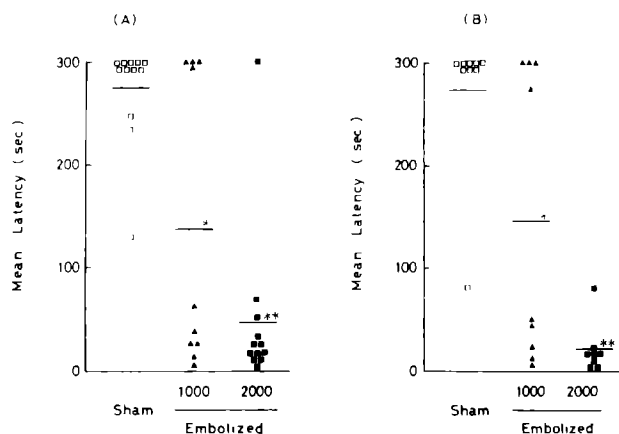 (A)
Mean Latency (sec)
300
200
100
0
*
**
1000 2000
Sham
Embolized
(B)
Mean Latency (sec)
300
200
100
0
*
**
1000 2000
Sham
Embolized